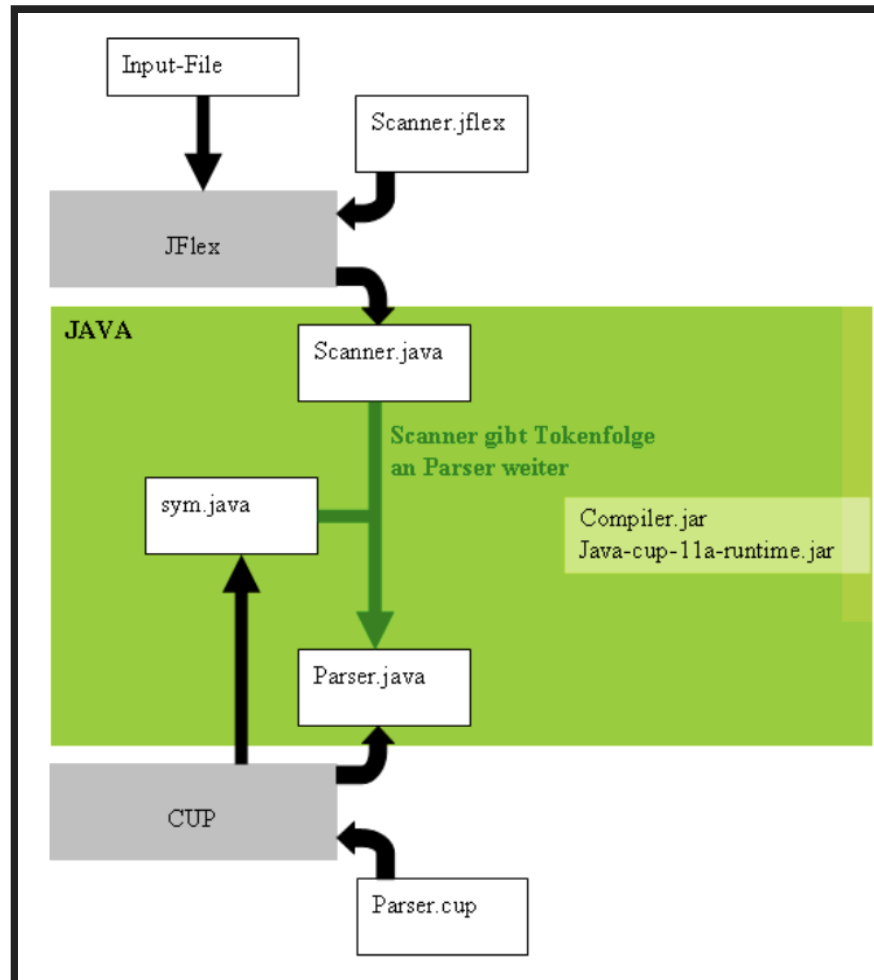 Input-File
Scanner.jflex
JFlex
JAVA
Scanner.java
Scanner gibt Tokenfolge
an Parser weiter
sym.java
Compiler.jar
Java-cup-11a-runtime.jar
Parser.java
CUP
Parser.cup